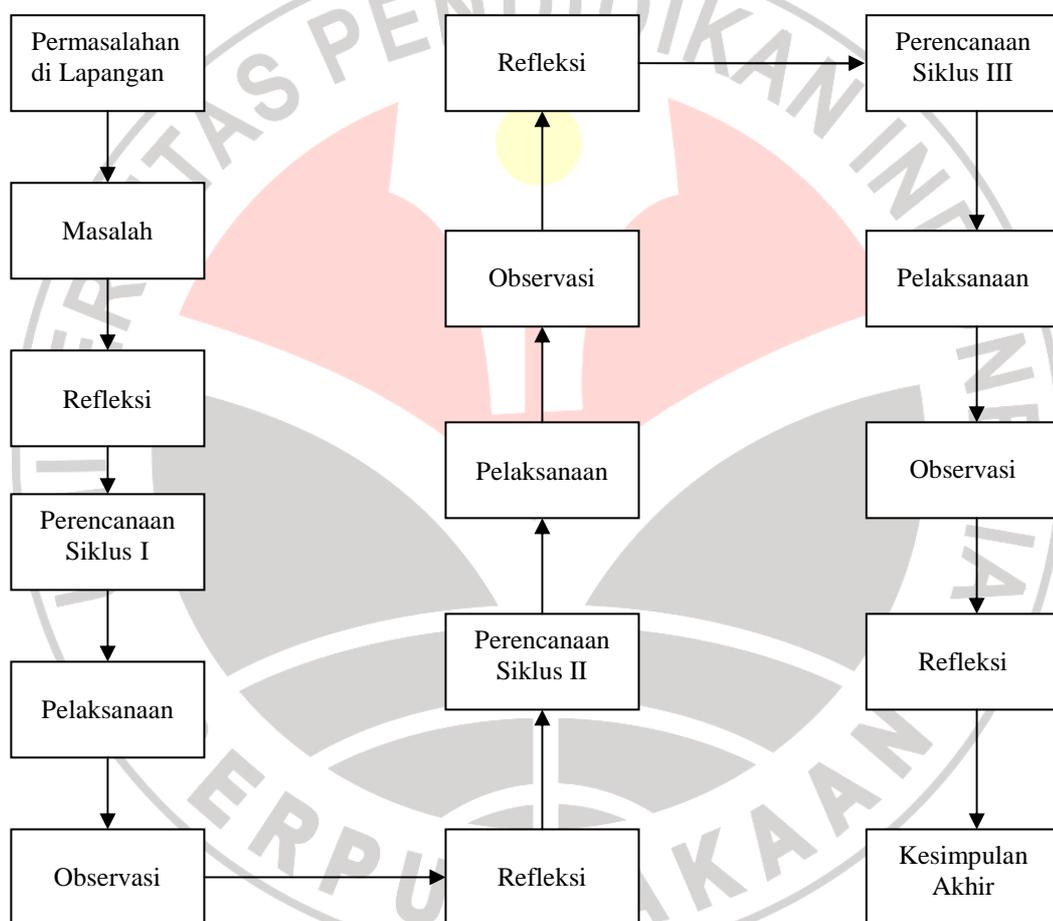 Permasalahan
di Lapangan
Masalah
Refleksi
Perencanaan
Siklus I
Pelaksanaan
Observasi
Refleksi
Perencanaan
Siklus II
Pelaksanaan
Observasi
Refleksi
Perencanaan
Siklus III
Pelaksanaan
Observasi
Refleksi
Kesimpulan
Akhir